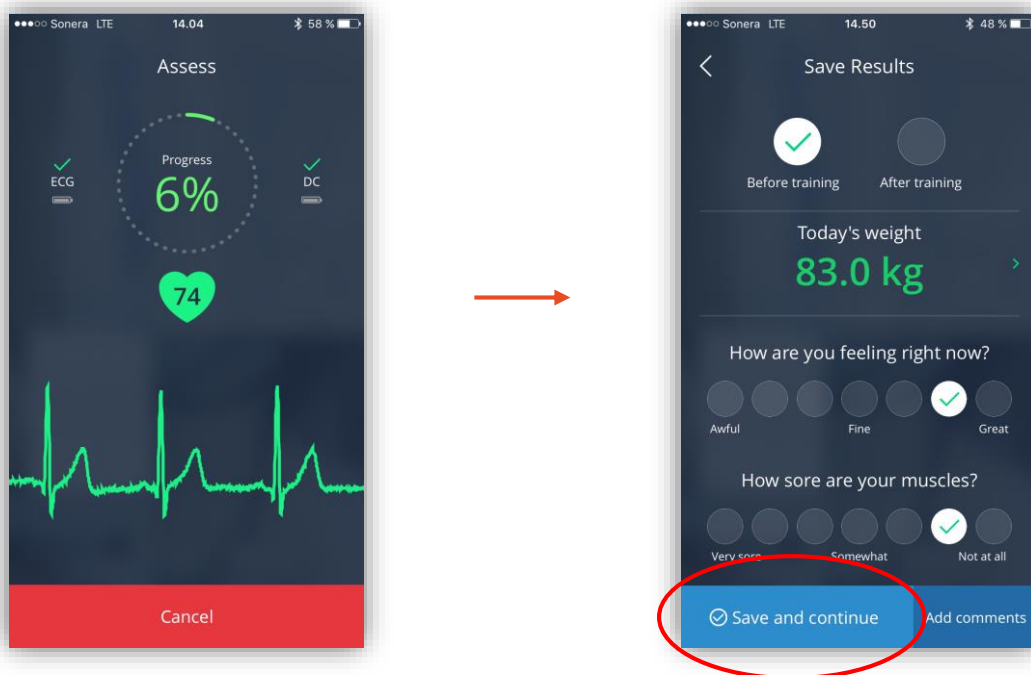 ●●●○○ Sonera LTE 14.04 58 %
Assess
ECG
Progress
6%
DC
74
Cancel
●●●○○ Sonera LTE 14.50 48 %
Save Results
Before training After training
Today's weight
83.0 kg
How are you feeling right now?
Awful Fine Great
How sore are your muscles?
Very sore Somewhat Not at all
Save and continue Add comments